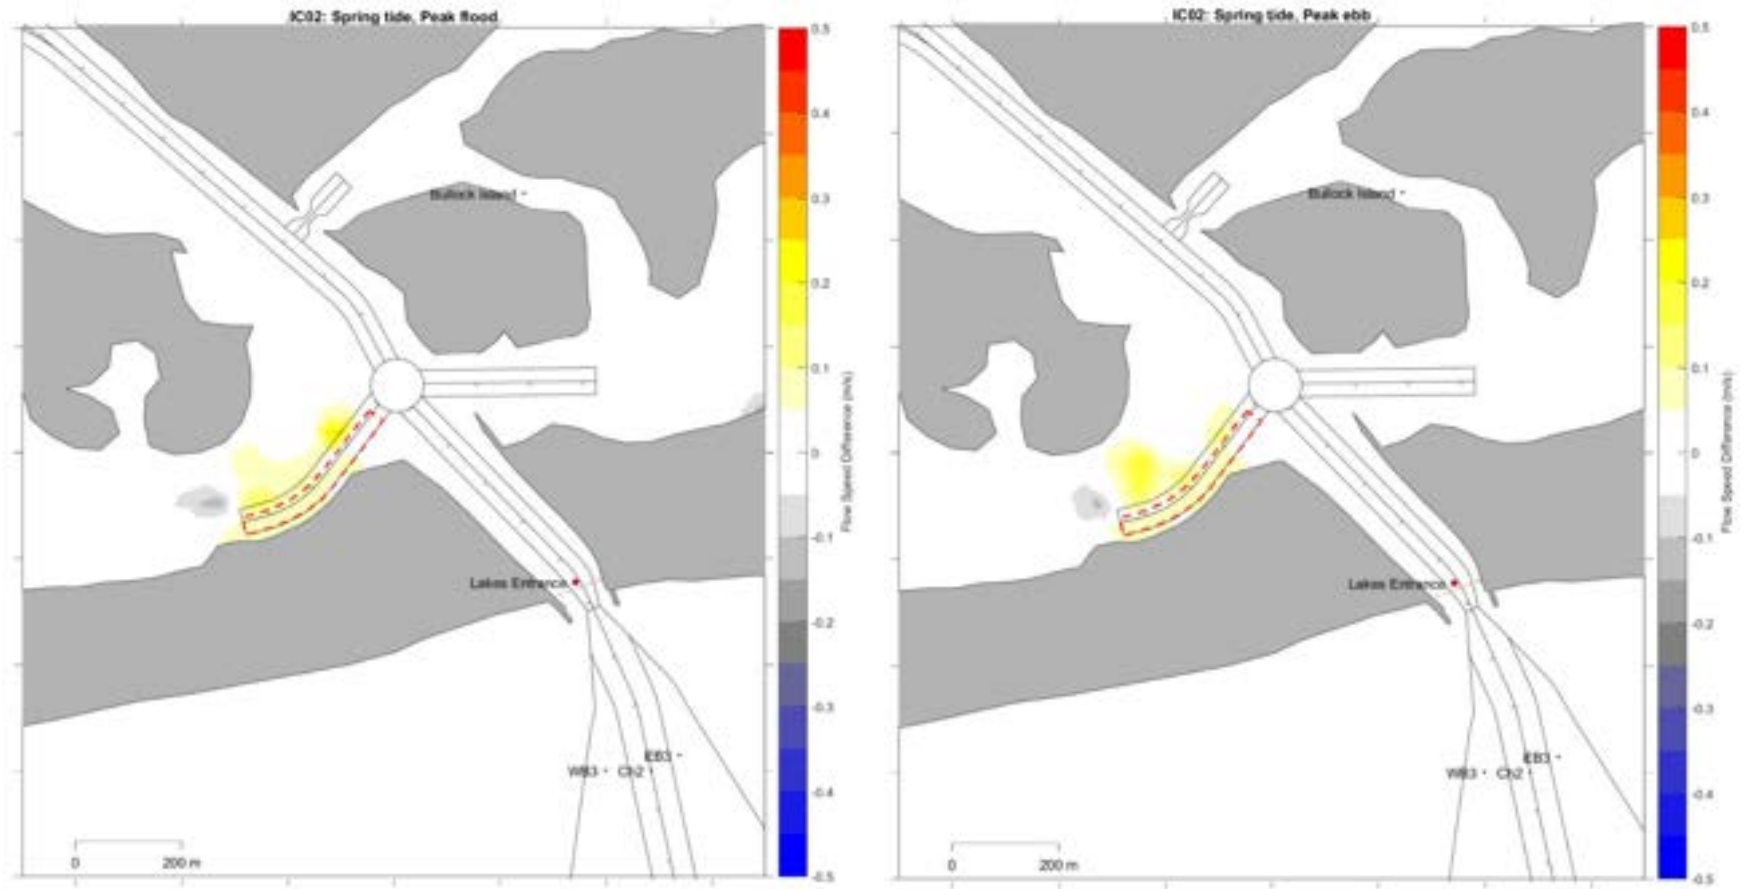 IC02: Spring tide, Peak flood
0.5
0.4
0.3
0.2
0.1
0
-0.1
-0.2
-0.3
-0.4
-0.5
Flow Speed Difference (m/s)
Bullock Island
Lakes Entrance
EB3
WB3
Ch2
0
200 m
IC02: Spring tide, Peak ebb
0.5
0.4
0.3
0.2
0.1
0
-0.1
-0.2
-0.3
-0.4
-0.5
Flow Speed Difference (m/s)
Bullock Island
Lakes Entrance
EB3
WB3
Ch2
0
200 m